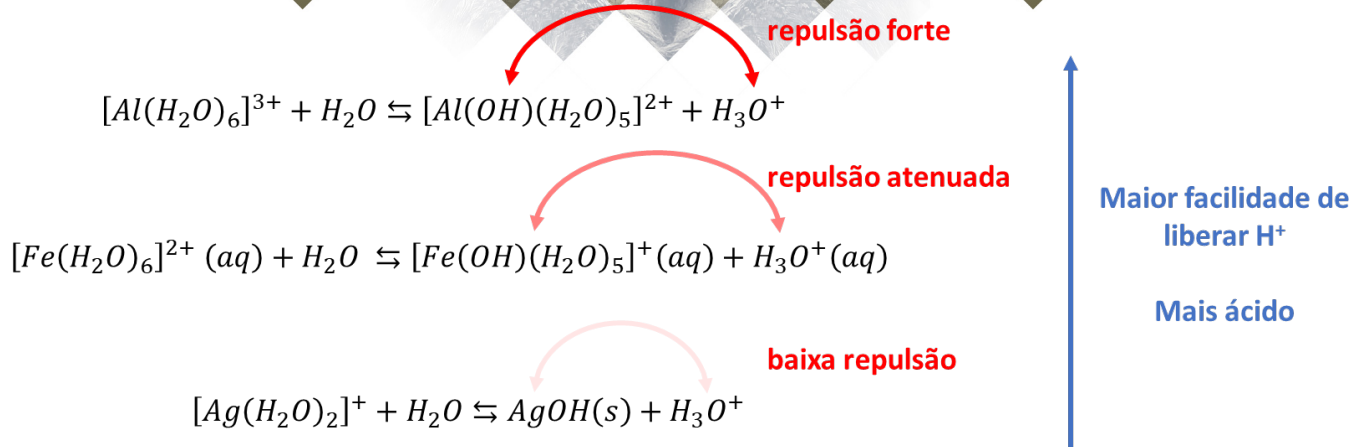 repulsão forte
[Al(H₂O)₆]³⁺ + H₂O ⇆ [Al(OH)(H₂O)₅]²⁺ + H₃O⁺
repulsão atenuada
[Fe(H₂O)₆]²⁺ (aq) + H₂O ⇆ [Fe(OH)(H₂O)₅]⁺(aq) + H₃O⁺(aq)
baixa repulsão
[Ag(H₂O)₂]⁺ + H₂O ⇆ AgOH(s) + H₃O⁺
Maior facilidade de
liberar H⁺
Mais ácido